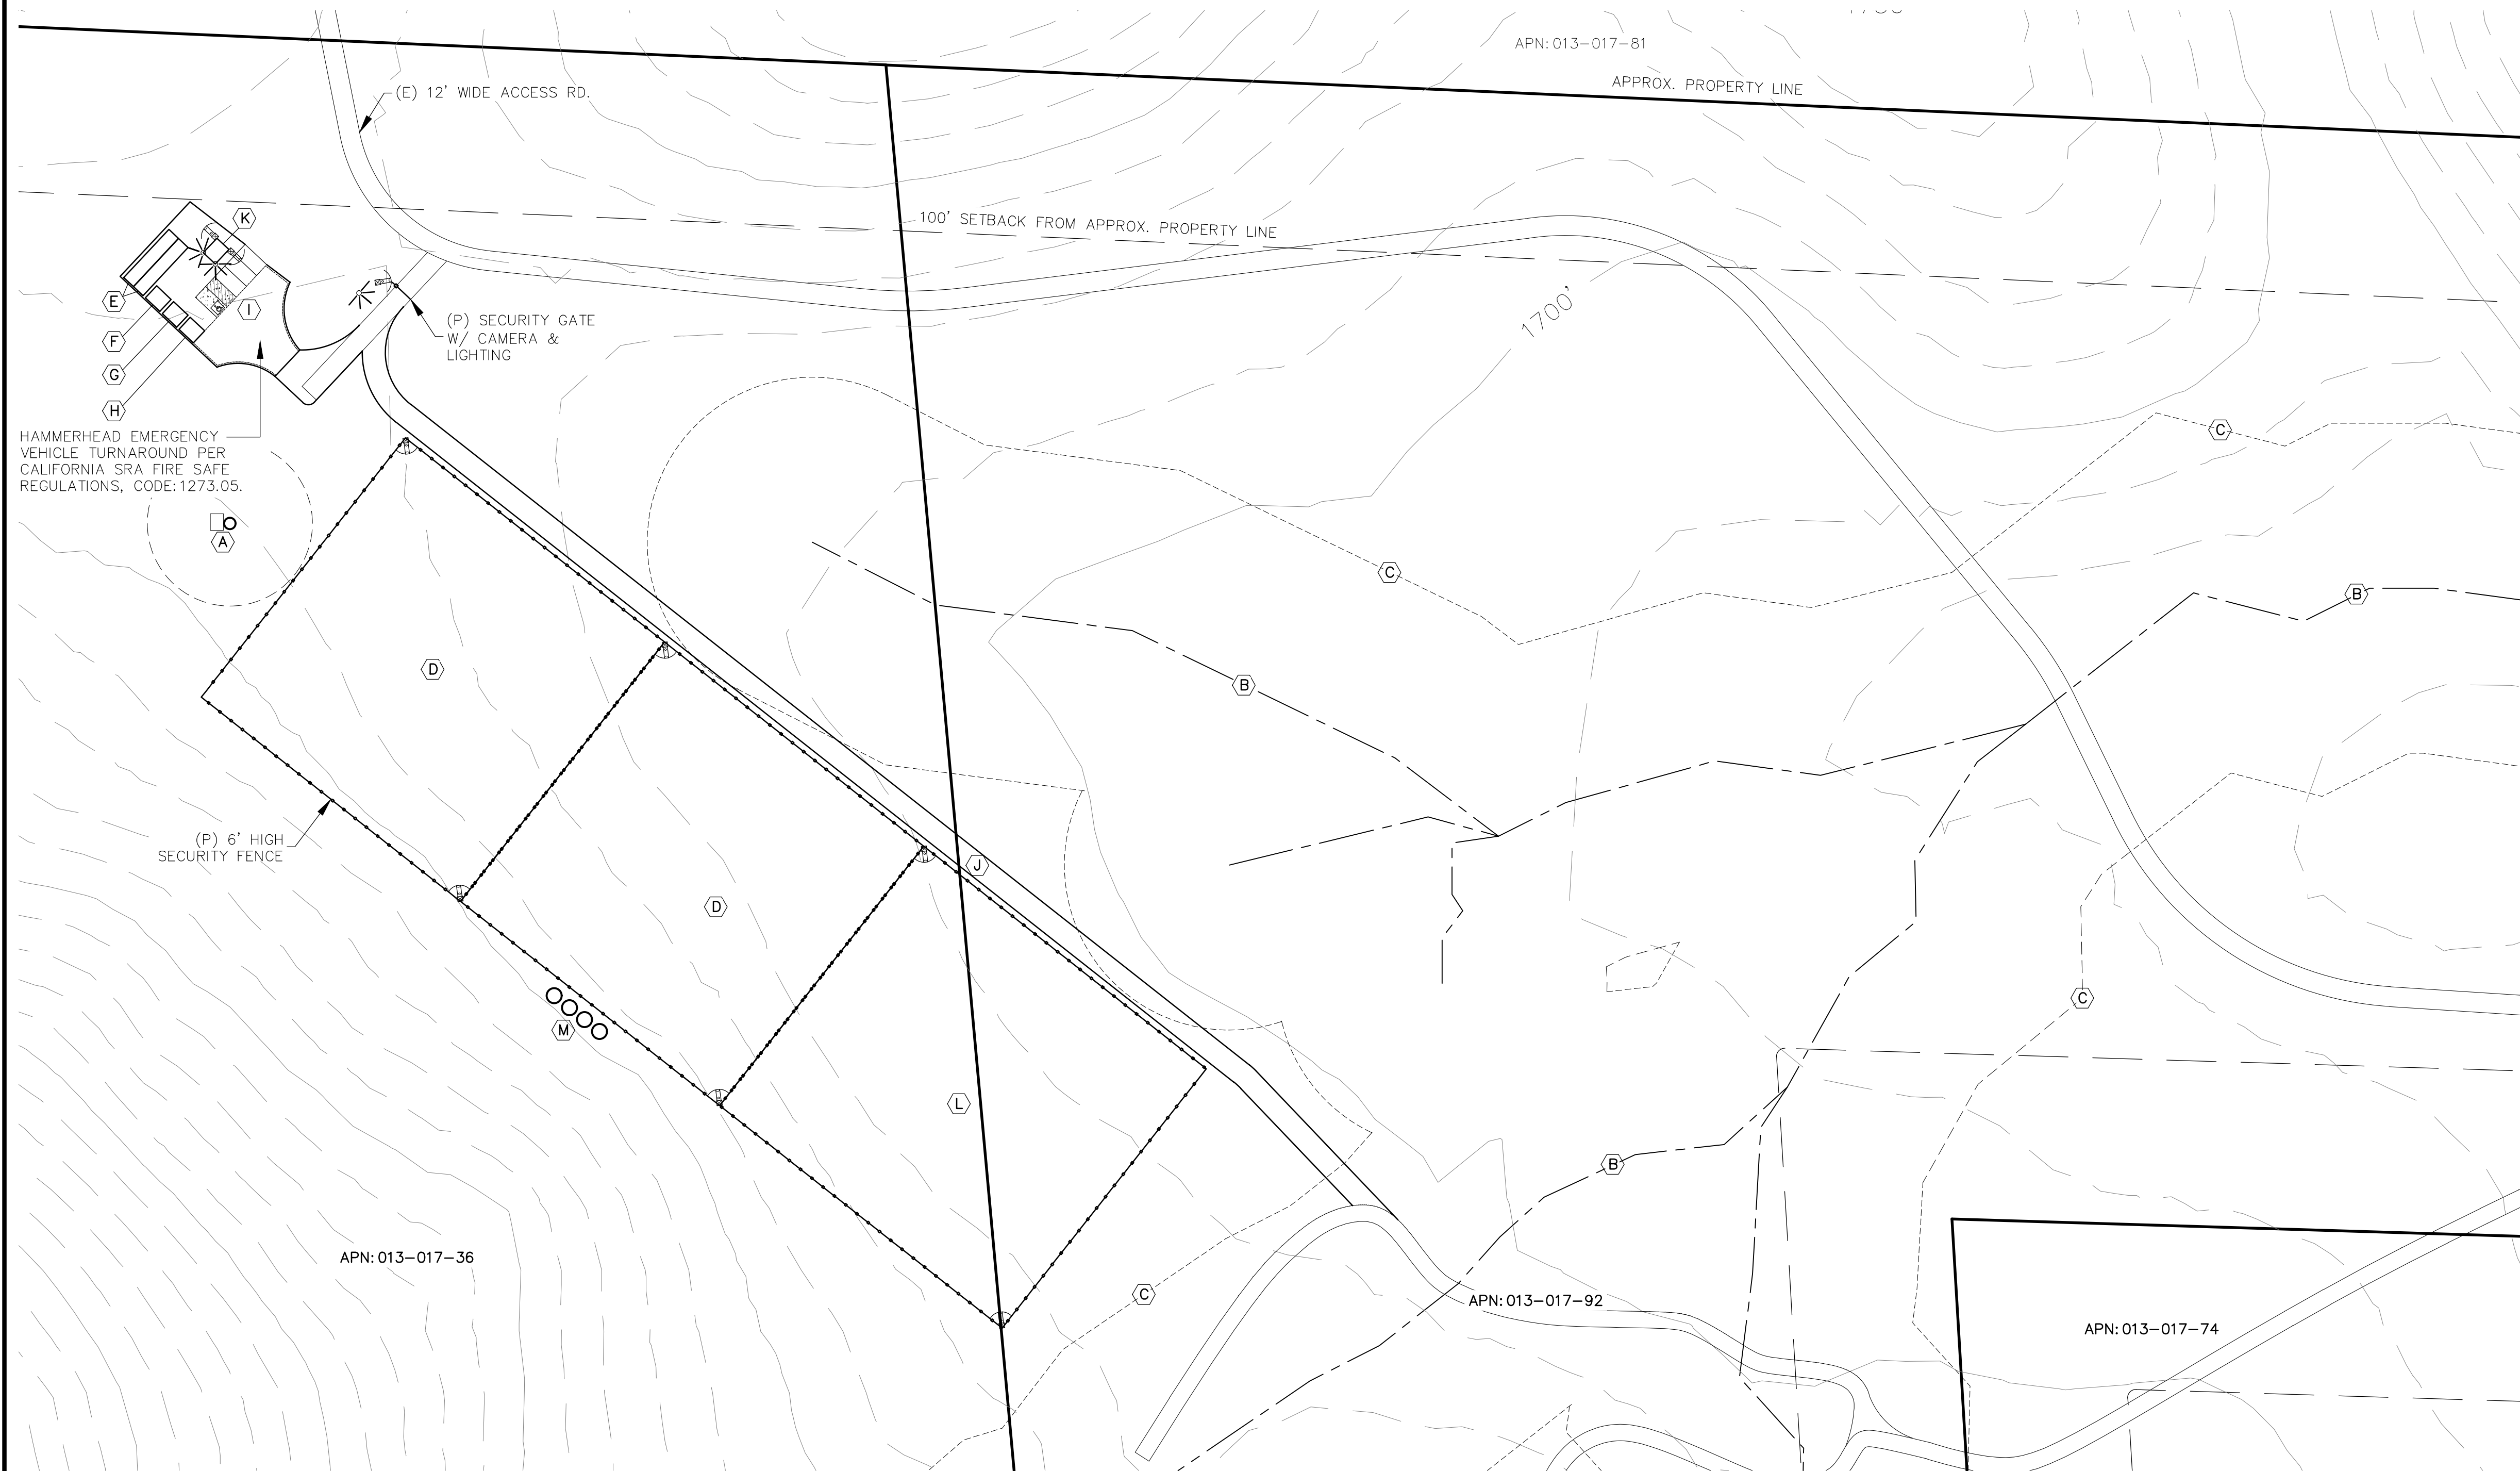 APN:013-017-81
APPROX. PROPERTY LINE
(E) 12' WIDE ACCESS RD.
100' SETBACK FROM APPROX. PROPERTY LINE
K
E
I
F
G
H
(P) SECURITY GATE
W/ CAMERA &
LIGHTING
1700'
HAMMERHEAD EMERGENCY
VEHICLE TURNAROUND PER
CALIFORNIA SRA FIRE SAFE
REGULATIONS, CODE:1273.05.
A
C
C
B
D
B
(P) 6' HIGH
SECURITY FENCE
J
D
C
M
L
B
APN:013-017-36
C
APN:013-017-92
APN:013-017-74